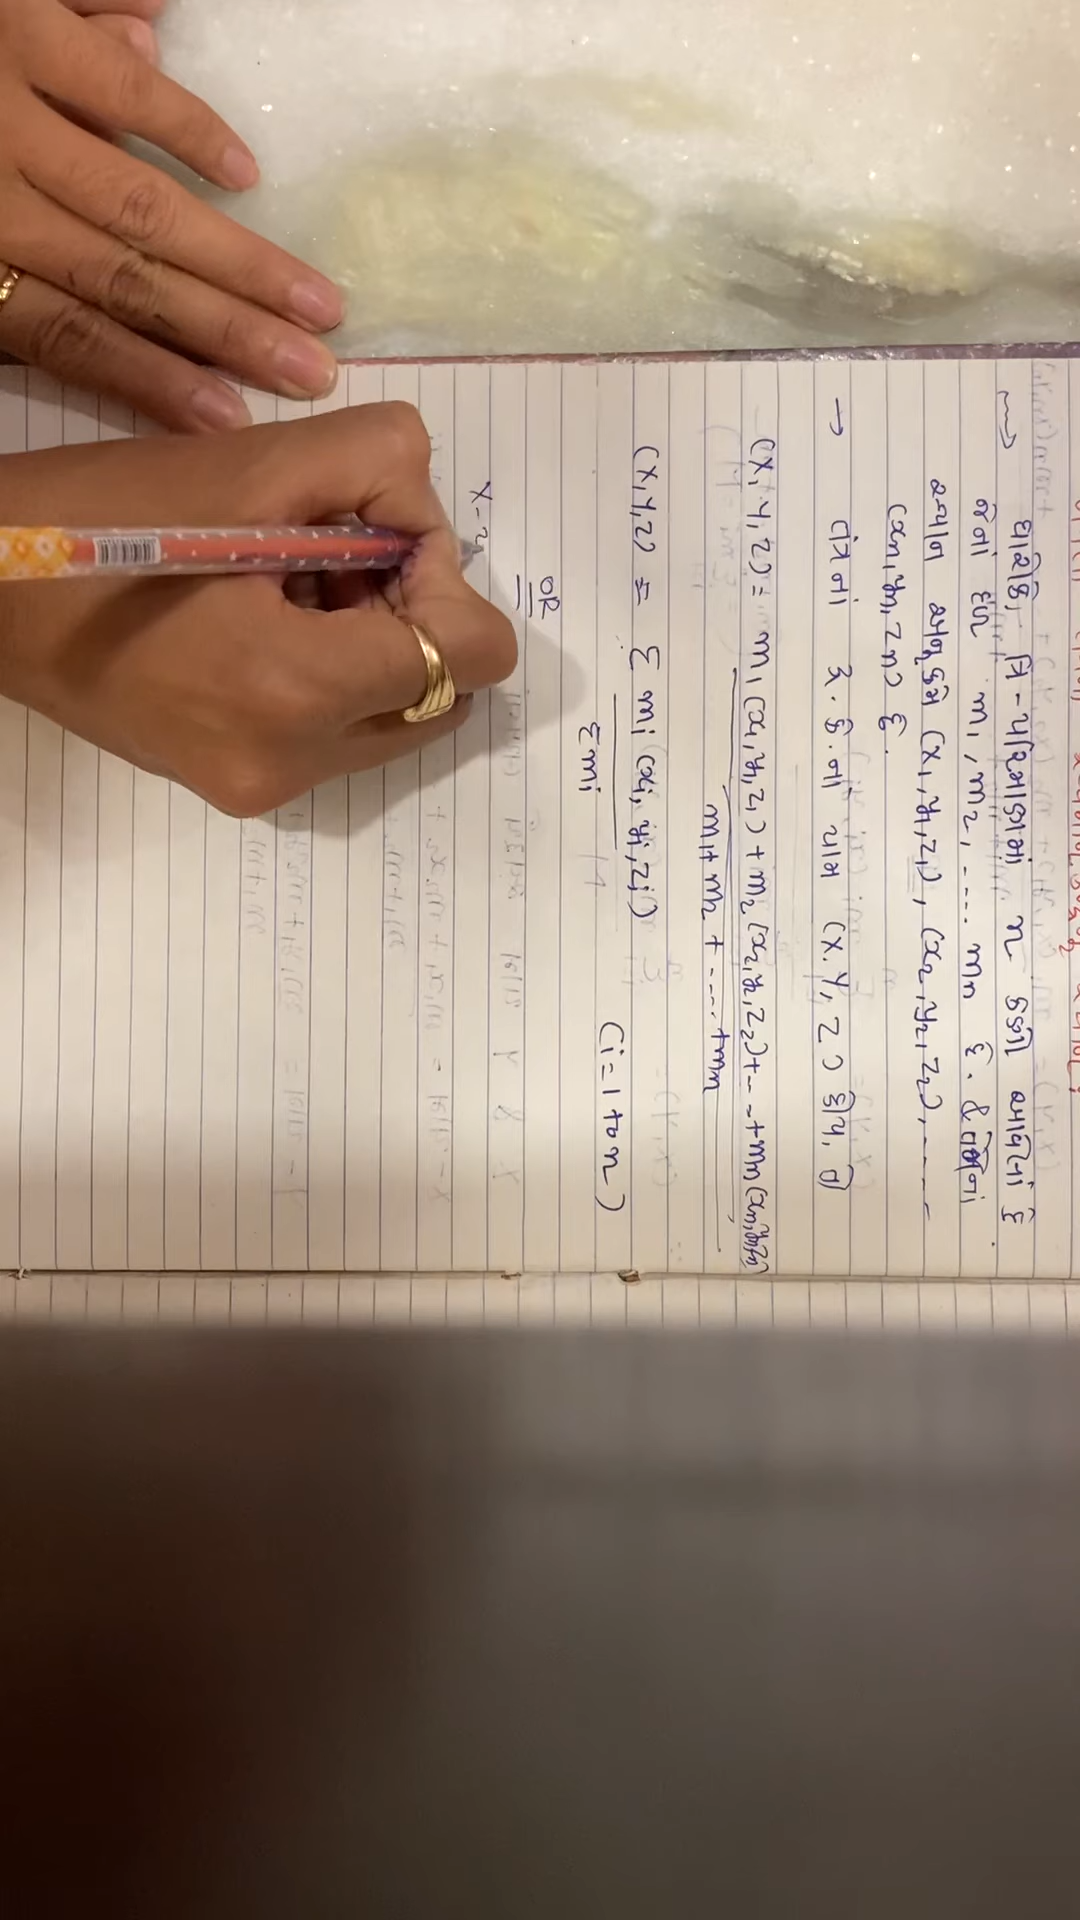 ધારોકે, ત્રિ-પરિમાણમાં n કણો આવેલાં છે
જેનાં દળ m₁, m₂, ---- mn છે. કણોનાં
સ્થાન અનુક્રમે (x₁, y₁, z₁), (x₂, y₂, z₂), ----
(xn, yn, zn) છે.
→ તંત્રનાં દ્ર. કે. ના યામ (X, Y, Z) હોય, તો
(X, Y, Z) = m₁(x₁, y₁, z₁) + m₂(x₂, y₂, z₂) + - - + mn(xn, yn, zn)
m₁ + m₂ + ---- + mn
(X, Y, Z) = Σ mi (xi, yi, zi)
Σmi
(i = 1 to n)
OR
X -